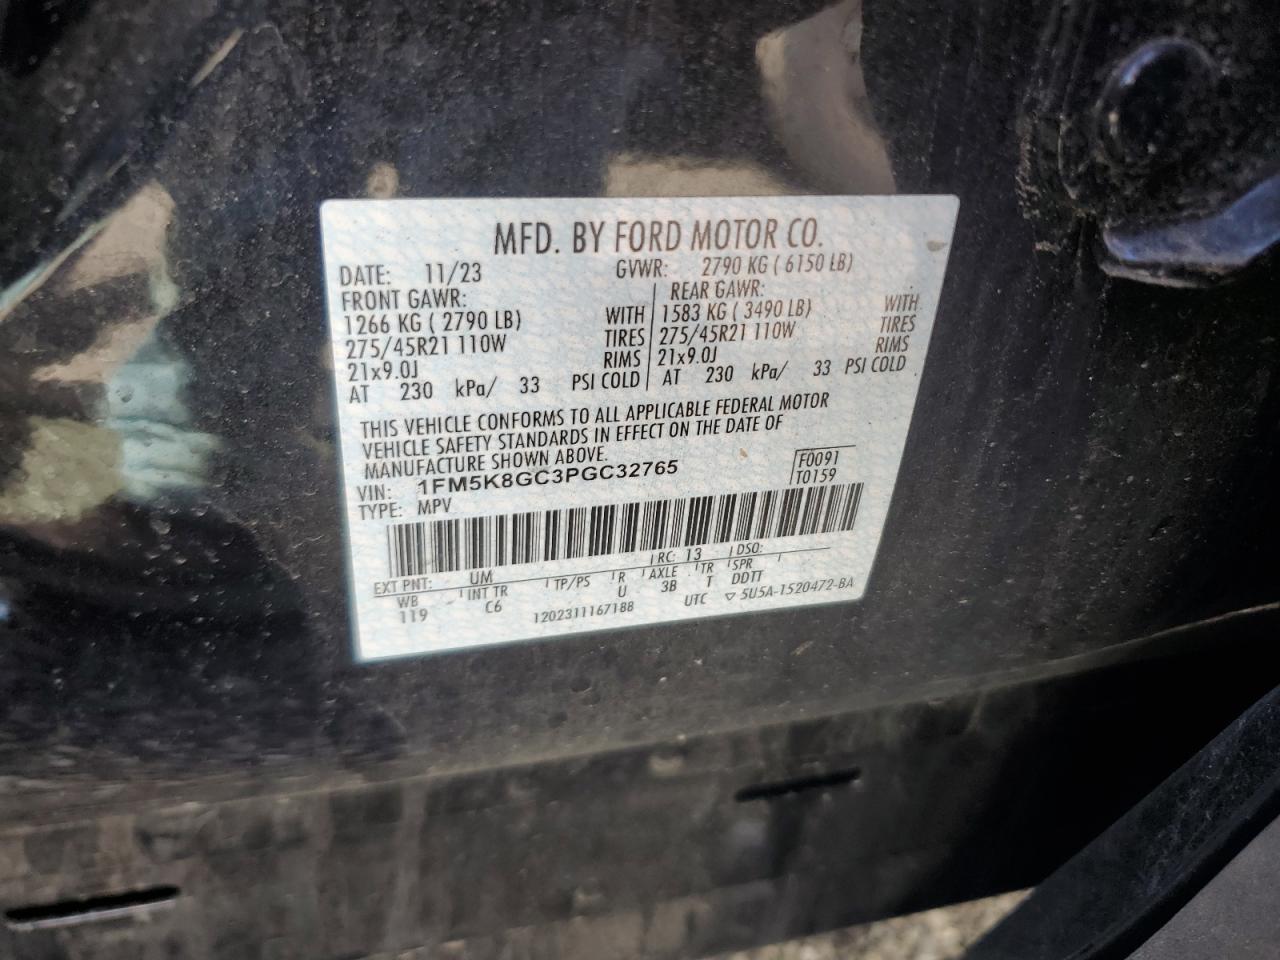 MFD. BY FORD MOTOR CO.
DATE: 11/23 GVWR: 2790 KG ( 6150 LB)
FRONT GAWR: REAR GAWR:
1266 KG ( 2790 LB) WITH 1583 KG ( 3490 LB) WITH
275/45R21 110W TIRES 275/45R21 110W TIRES
21x9.0J RIMS 21x9.0J RIMS
AT 230 kPa/ 33 PSI COLD AT 230 kPa/ 33 PSI COLD
THIS VEHICLE CONFORMS TO ALL APPLICABLE FEDERAL MOTOR
VEHICLE SAFETY STANDARDS IN EFFECT ON THE DATE OF
MANUFACTURE SHOWN ABOVE.
VIN: 1FM5K8GC3PGC32765 F0091
TYPE: MPV T0159
EXT PNT: UM RC: 13 DSO:
WB INT TR TP/PS R AXLE TR SPR
119 C6 U 3B T DDTT
1202311167188 UTC ▽ 5U5A-1520472-BA